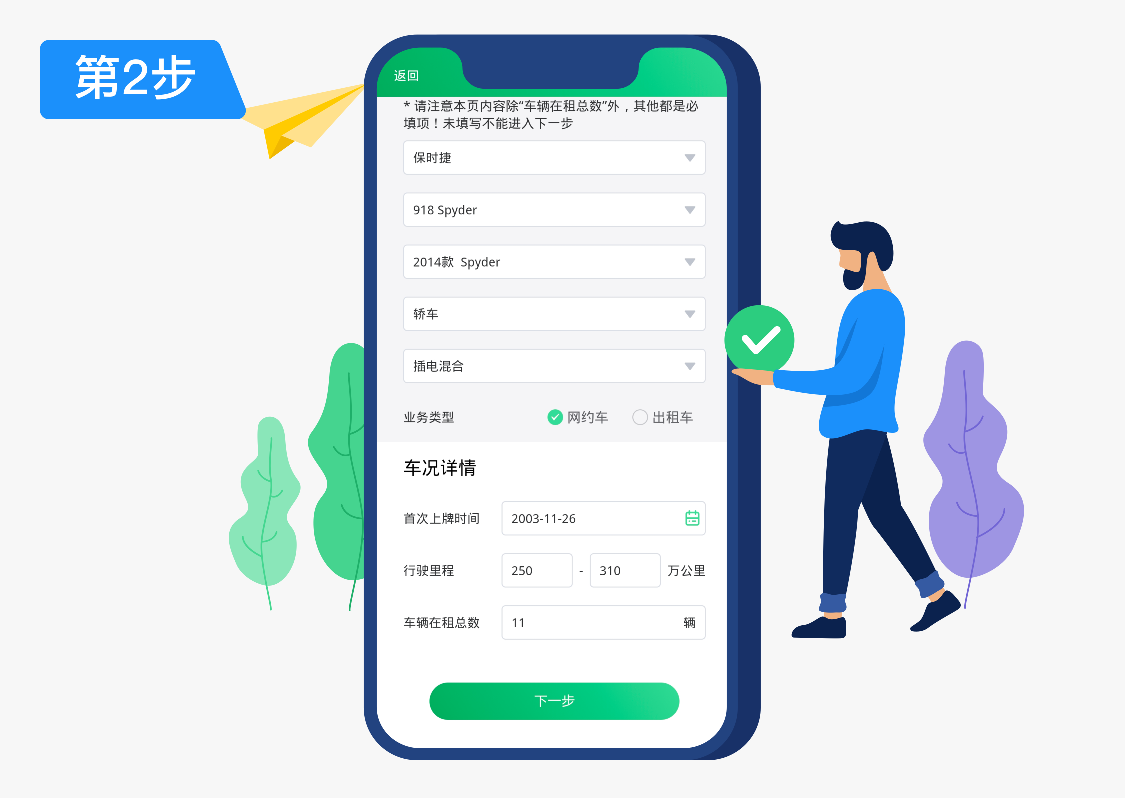 第2步
返回
* 请注意本页内容除“车辆在租总数”外，其他都是必
填项！未填写不能进入下一步
保时捷
918 Spyder
2014款 Spyder
轿车
插电混合
业务类型 网约车 出租车
车况详情
首次上牌时间 2003-11-26
行驶里程 250 - 310 万公里
车辆在租总数 11 辆
下一步